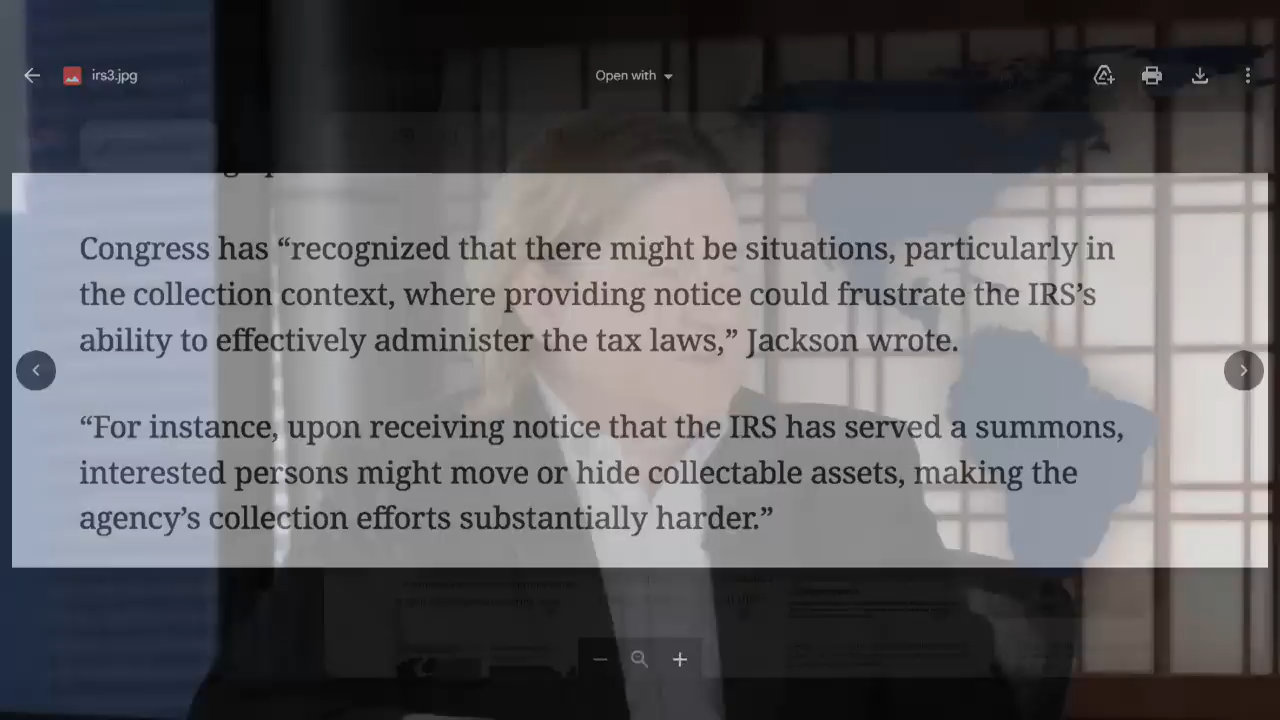 irs3.jpg
Open with
Congress has “recognized that there might be situations, particularly in
the collection context, where providing notice could frustrate the IRS’s
ability to effectively administer the tax laws,” Jackson wrote.
“For instance, upon receiving notice that the IRS has served a summons,
interested persons might move or hide collectable assets, making the
agency’s collection efforts substantially harder.”